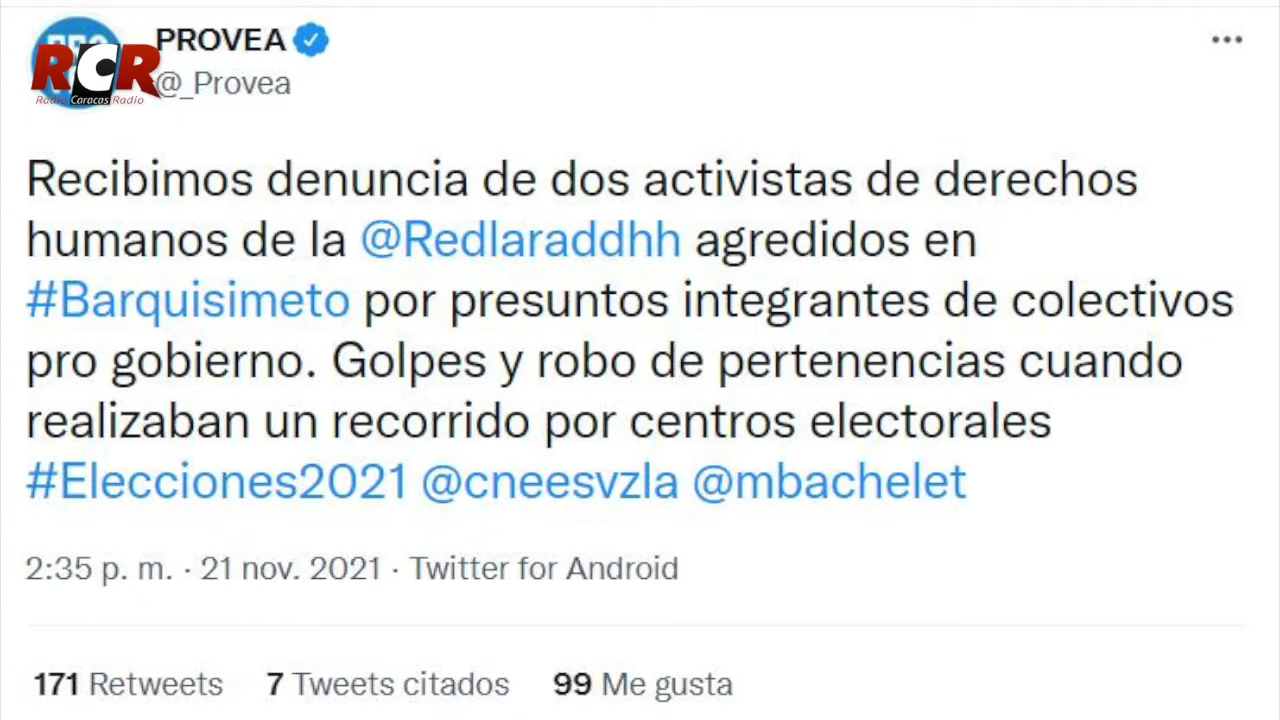 PROVEA
@_Provea
RCR
Radio Caracas Radio
Recibimos denuncia de dos activistas de derechos
humanos de la @Redlaraddhh agredidos en
#Barquisimeto por presuntos integrantes de colectivos
pro gobierno. Golpes y robo de pertenencias cuando
realizaban un recorrido por centros electorales
#Elecciones2021 @cneesvzla @mbachelet
2:35 p. m. · 21 nov. 2021 · Twitter for Android
171 Retweets 7 Tweets citados 99 Me gusta